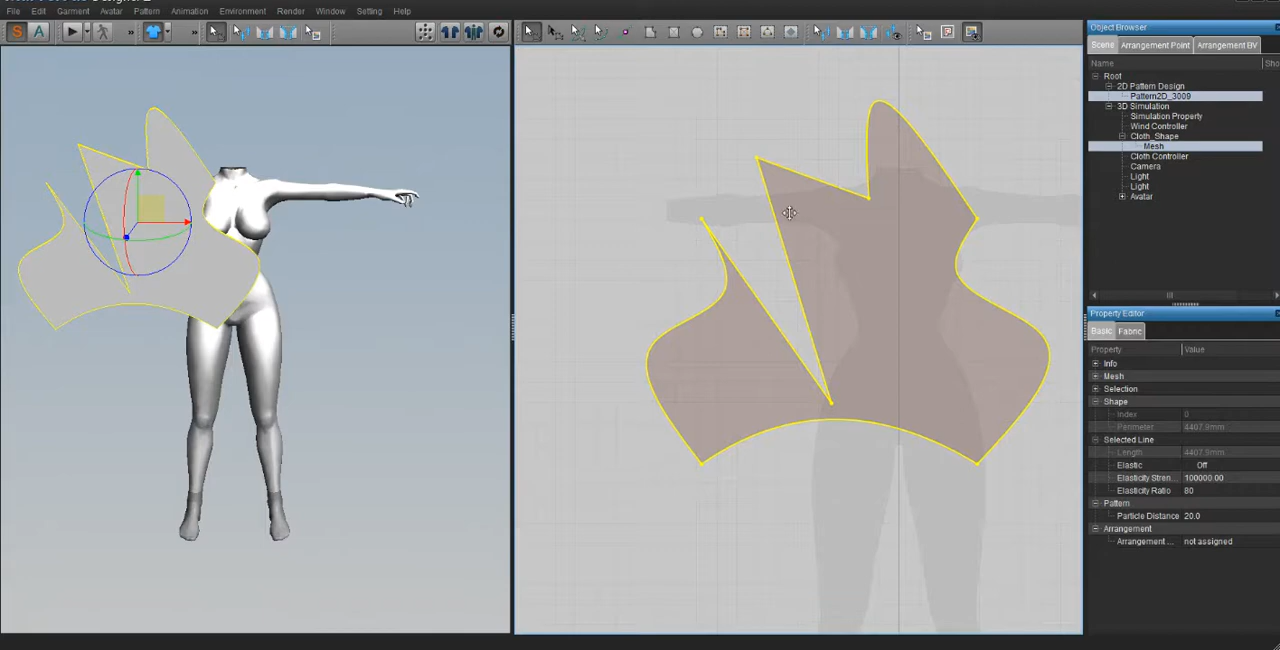 File Edit Garment Avatar Pattern Animation Environment Render Window Setting Help
S A
Object Browser
Scene Arrangement Point Arrangement BV
Name Sho
Root
2D Pattern Design
Pattern2D_3009
3D Simulation
Simulation Property
Wind Controller
Cloth_Shape
Mesh
Cloth Controller
Camera
Light
Light
Avatar
Property Editor
Basic Fabric
Property Value
Info
Mesh
Selection
Shape
Index 0
Perimeter 4407.9mm
Selected Line
Length 4407.9mm
Elastic Off
Elasticity Stren... 100000.00
Elasticity Ratio 80
Pattern
Particle Distance 20.0
Arrangement
Arrangement ... not assigned